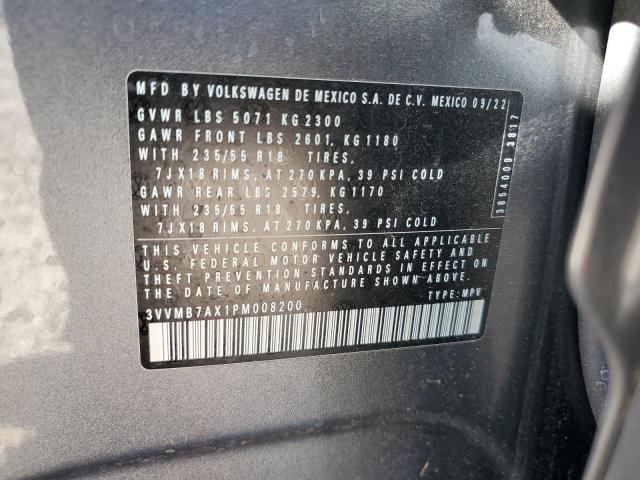 MFD BY VOLKSWAGEN DE MEXICO S.A. DE C.V. MEXICO 09/22
GVWR LBS 5071 KG 2300
GAWR FRONT LBS 2601, KG 1180
WITH 235/55 R18 TIRES,
7JX18 RIMS, AT 270 KPA, 39 PSI COLD
GAWR REAR LBS 2579, KG 1170
WITH 235/55 R18 TIRES,
7JX18 RIMS, AT 270 KPA, 39 PSI COLD
THIS VEHICLE CONFORMS TO ALL APPLICABLE
U.S. FEDERAL MOTOR VEHICLE SAFETY AND
THEFT PREVENTION STANDARDS IN EFFECT ON
THE DATE OF MANUFACTURE SHOWN ABOVE.
3VVMB7AX1PM008200 TYPE: MPV
3854009 3817